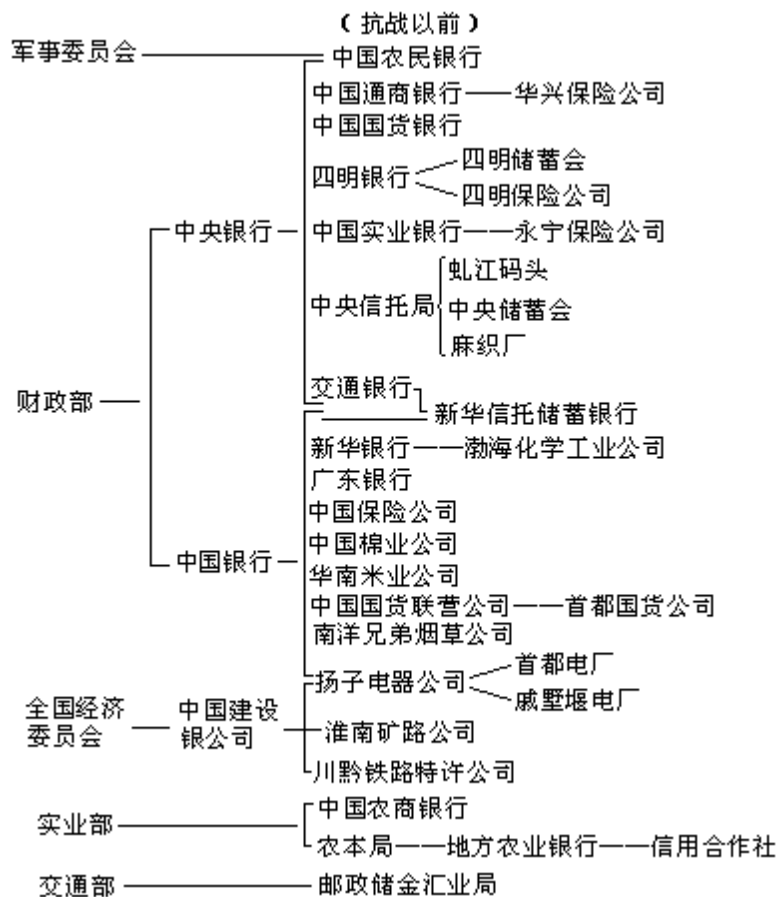 （抗战以前）
军事委员会——中国农民银行
中国通商银行——华兴保险公司
中国国货银行
四明储蓄会
四明银行
四明保险公司
中央银行 中国实业银行——永宁保险公司
虬江码头
中央信托局 中央储蓄会
麻织厂
交通银行
财政部 新华信托储蓄银行
新华银行——渤海化学工业公司
广东银行
中国保险公司
中国棉业公司
中国银行
华南米业公司
中国国货联营公司——首都国货公司
南洋兄弟烟草公司
首都电厂
扬子电器公司
戚墅堰电厂
全国经济 中国建设
委员会 银公司 淮南矿路公司
川黔铁路特许公司
中国农商银行
实业部
农本局——地方农业银行——信用合作社
交通部——邮政储金汇业局